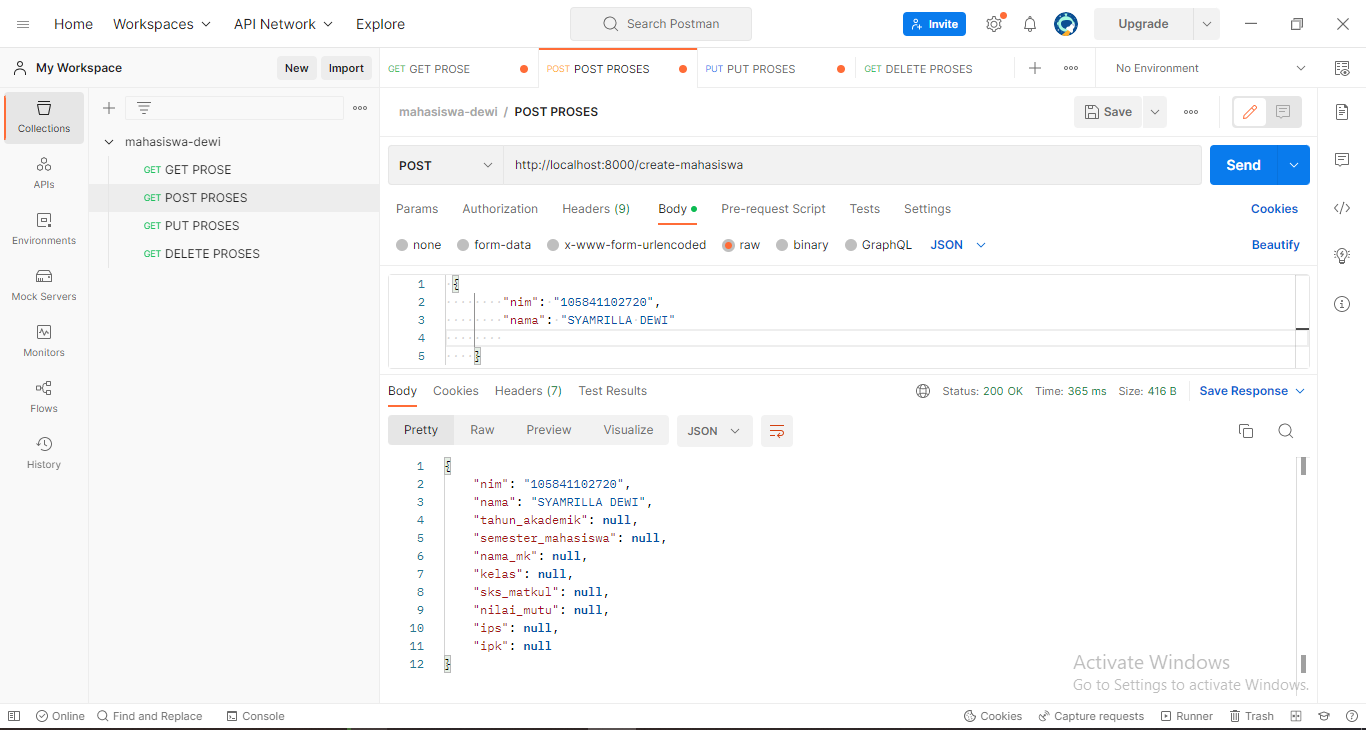 Home Workspaces API Network Explore Search Postman Invite Upgrade
My Workspace New Import GET GET PROSE POST POST PROSES PUT PUT PROSES GET DELETE PROSES No Environment
Collections
APIs
Environments
Mock Servers
Monitors
Flows
History
mahasiswa-dewi
GET GET PROSE
GET POST PROSES
GET PUT PROSES
GET DELETE PROSES
mahasiswa-dewi / POST PROSES Save
POST http://localhost:8000/create-mahasiswa Send
Params Authorization Headers (9) Body Pre-request Script Tests Settings Cookies
none form-data x-www-form-urlencoded raw binary GraphQL JSON Beautify
1 {
2 "nim": "105841102720",
3 "nama": "SYAMRILLA DEWI"
4
5 }
Body Cookies Headers (7) Test Results Status: 200 OK Time: 365 ms Size: 416 B Save Response
Pretty Raw Preview Visualize JSON
1 {
2 "nim": "105841102720",
3 "nama": "SYAMRILLA DEWI",
4 "tahun_akademik": null,
5 "semester_mahasiswa": null,
6 "nama_mk": null,
7 "kelas": null,
8 "sks_matkul": null,
9 "nilai_mutu": null,
10 "ips": null,
11 "ipk": null
12 }
Activate Windows
Go to Settings to activate Windows.
Online Find and Replace Console Cookies Capture requests Runner Trash